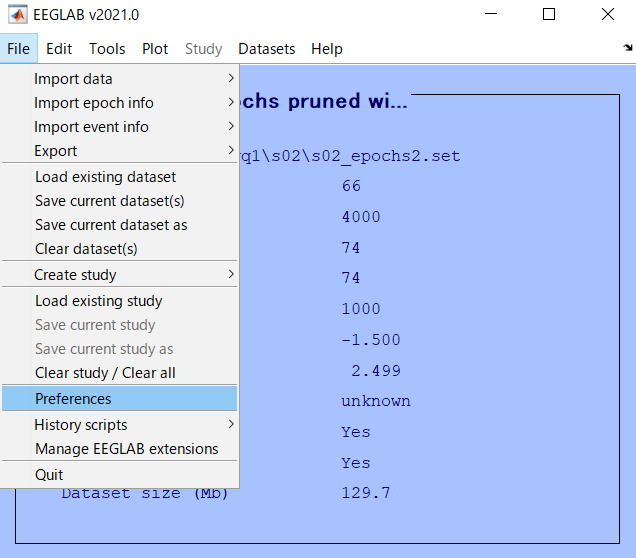 EEGLAB v2021.0
File Edit Tools Plot Study Datasets Help
Import data
Import epoch info
Import event info
Export
Load existing dataset
Save current dataset(s)
Save current dataset as
Clear dataset(s)
Create study
Load existing study
Save current study
Save current study as
Clear study / Clear all
Preferences
History scripts
Manage EEGLAB extensions
Quit
chs pruned wi...
q1\s02\s02_epochs2.set
66
4000
74
74
1000
-1.500
2.499
unknown
Yes
Yes
Dataset size (Mb) 129.7